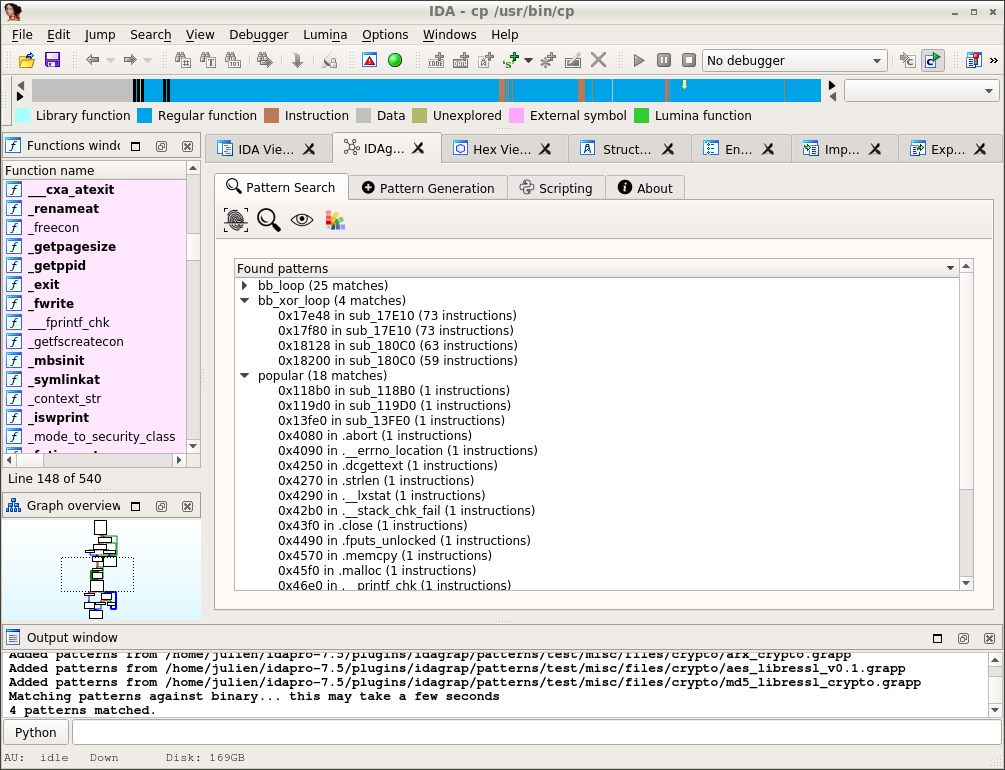 IDA - cp /usr/bin/cp
File Edit Jump Search View Debugger Lumina Options Windows Help
No debugger
Library function Regular function Instruction Data Unexplored External symbol Lumina function
Functions windo
IDA Vie... IDAg... Hex Vie... Struct... En... Imp... Exp...
Function name
___cxa_atexit
_renameat
_freecon
_getpagesize
_getppid
_exit
_fwrite
___fprintf_chk
_getfscreatecon
_mbsinit
_symlinkat
_context_str
_iswprint
_mode_to_security_class
Line 148 of 540
Graph overview
Pattern Search Pattern Generation Scripting About
Found patterns
bb_loop (25 matches)
bb_xor_loop (4 matches)
0x17e48 in sub_17E10 (73 instructions)
0x17f80 in sub_17E10 (73 instructions)
0x18128 in sub_180C0 (63 instructions)
0x18200 in sub_180C0 (59 instructions)
popular (18 matches)
0x118b0 in sub_118B0 (1 instructions)
0x119d0 in sub_119D0 (1 instructions)
0x13fe0 in sub_13FE0 (1 instructions)
0x4080 in .abort (1 instructions)
0x4090 in .__errno_location (1 instructions)
0x4250 in .dcgettext (1 instructions)
0x4270 in .strlen (1 instructions)
0x4290 in .__lxstat (1 instructions)
0x42b0 in .__stack_chk_fail (1 instructions)
0x43f0 in .close (1 instructions)
0x4490 in .fputs_unlocked (1 instructions)
0x4570 in .memcpy (1 instructions)
0x45f0 in .malloc (1 instructions)
0x46e0 in .__printf_chk (1 instructions)
Output window
Added patterns from /home/julien/idapro-7.5/plugins/idagrap/patterns/test/misc/files/crypto/arx_crypto.grapp
Added patterns from /home/julien/idapro-7.5/plugins/idagrap/patterns/test/misc/files/crypto/aes_libressl_v0.1.grapp
Added patterns from /home/julien/idapro-7.5/plugins/idagrap/patterns/test/misc/files/crypto/md5_libressl_crypto.grapp
Matching patterns against binary... this may take a few seconds
4 patterns matched.
Python
AU: idle Down Disk: 169GB